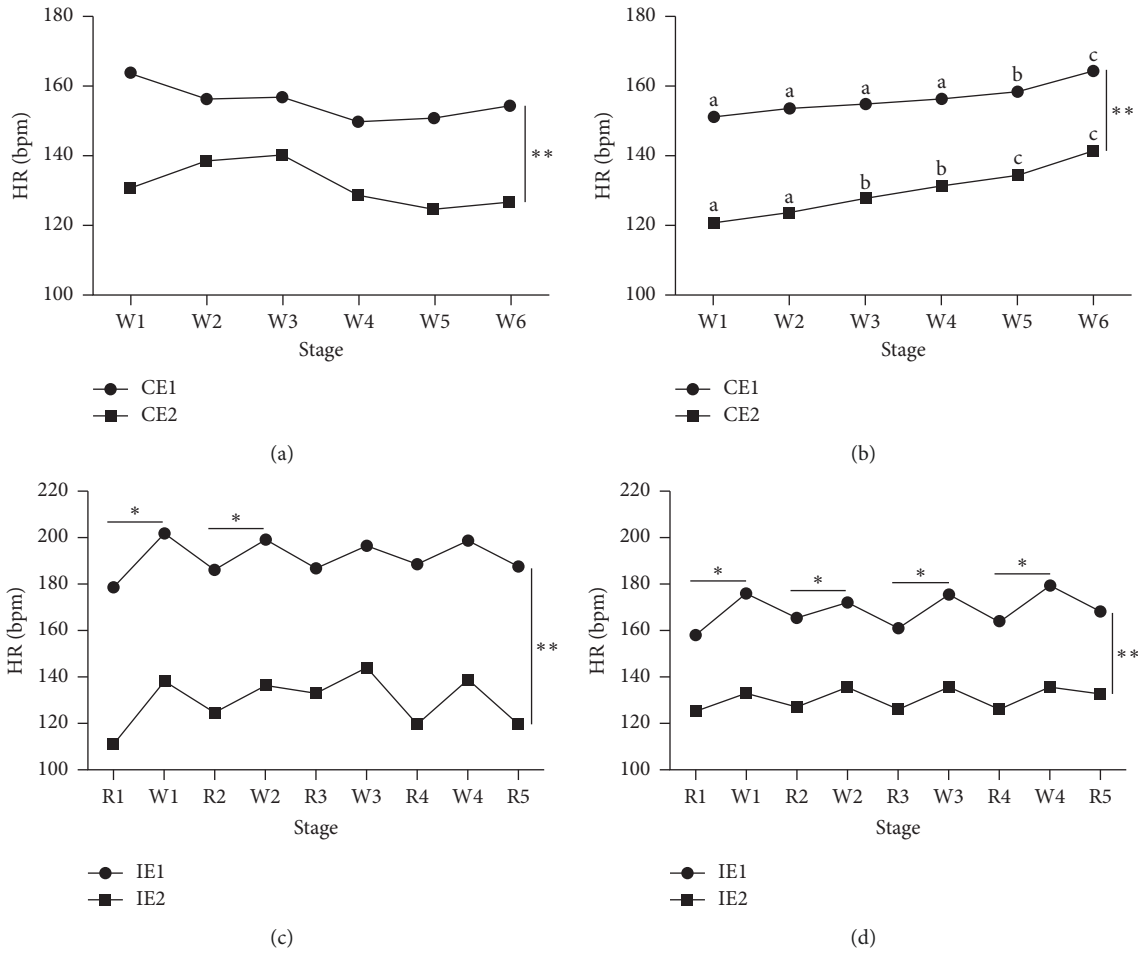 180
160
140
120
100
HR (bpm)
**
W1 W2 W3 W4 W5 W6
Stage
CE1
CE2
(a)
180
160
140
120
100
HR (bpm)
a a a a b c
a a b b c c
**
W1 W2 W3 W4 W5 W6
Stage
CE1
CE2
(b)
220
200
180
160
140
120
100
HR (bpm)
* *
**
R1 W1 R2 W2 R3 W3 R4 W4 R5
Stage
IE1
IE2
(c)
220
200
180
160
140
120
100
HR (bpm)
* * * *
**
R1 W1 R2 W2 R3 W3 R4 W4 R5
Stage
IE1
IE2
(d)